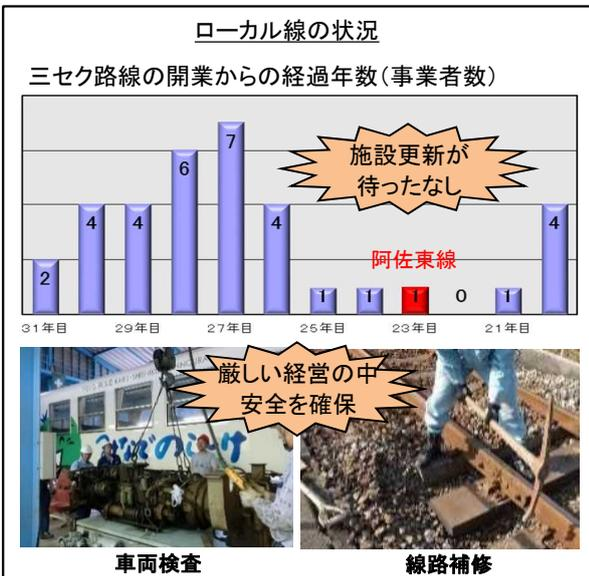 ローカル線の状況
三セク路線の開業からの経過年数(事業者数)
施設更新が
待ったなし
阿佐東線
2
4
4
6
7
4
1
1
1
0
1
4
31年目
29年目
27年目
25年目
23年目
21年目
厳しい経営の中
安全を確保
車両検査
線路補修